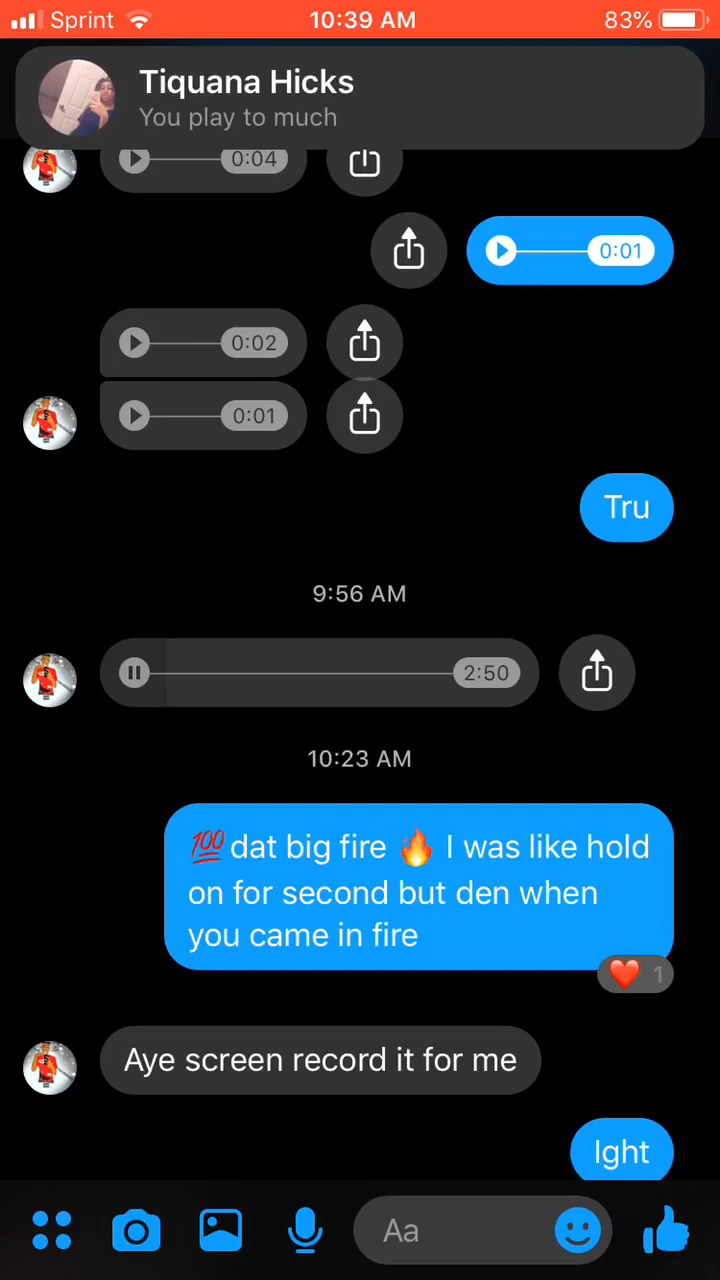 Sprint 10:39 AM 83%
Tiquana Hicks
You play to much
0:04
0:01
0:02
0:01
Tru
9:56 AM
2:50
10:23 AM
💯 dat big fire 🔥 I was like hold
on for second but den when
you came in fire
❤️ 1
Aye screen record it for me
Ight
Aa